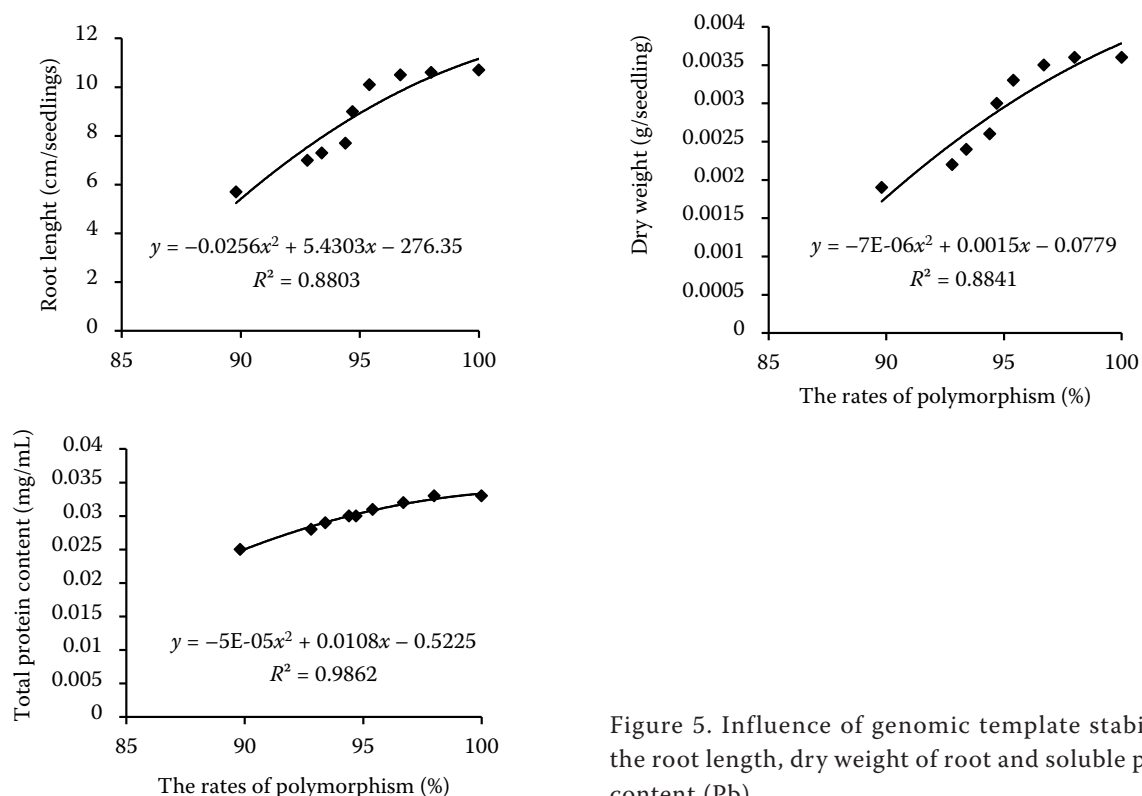 Root lenght (cm/seedlings)
12
10
8
6
4
2
0
y = −0.0256x² + 5.4303x − 276.35
R² = 0.8803
85 90 95 100
Dry weight (g/seedling)
0.004
0.0035
0.003
0.0025
0.002
0.0015
0.001
0.0005
0
y = −7E-06x² + 0.0015x − 0.0779
R² = 0.8841
85 90 95 100
The rates of polymorphism (%)
Total protein content (mg/mL)
0.04
0.035
0.03
0.025
0.02
0.015
0.01
0.005
0
y = −5E-05x² + 0.0108x − 0.5225
R² = 0.9862
85 90 95 100
The rates of polymorphism (%)
Figure 5. Influence of genomic template stabi
the root length, dry weight of root and soluble p
content (Pb)